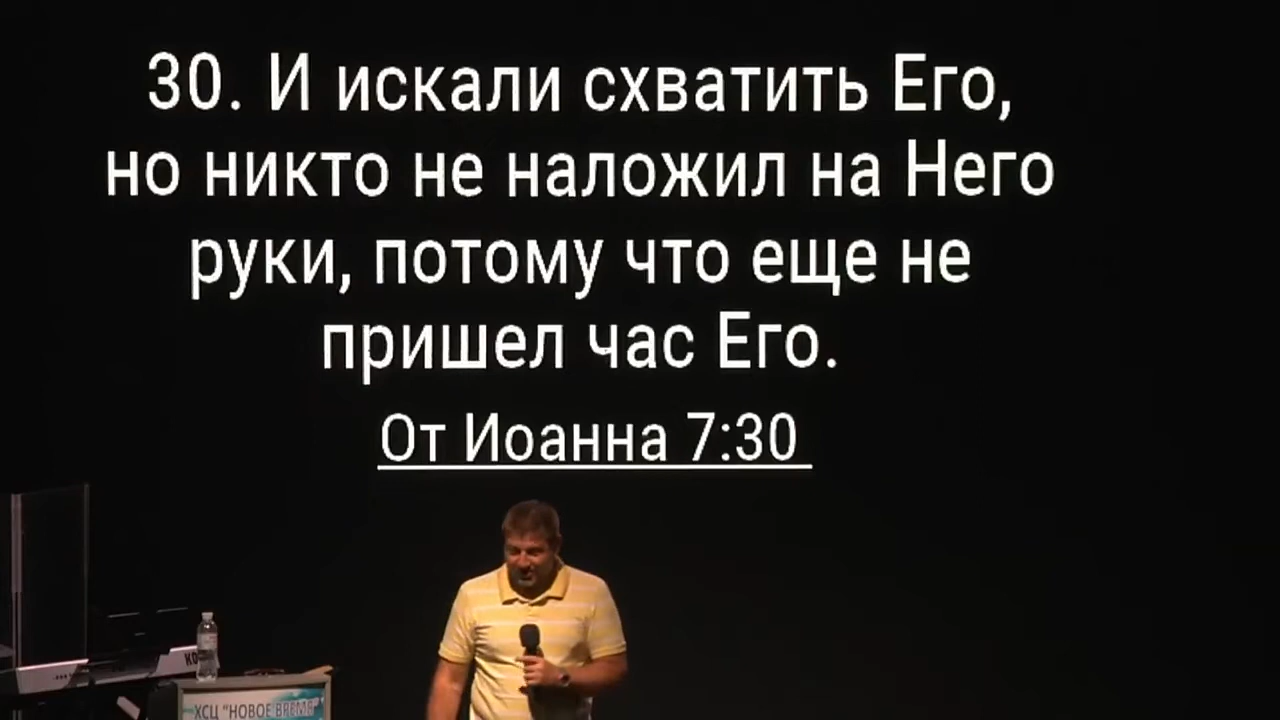 30. И искали схватить Его,
но никто не наложил на Него
руки, потому что еще не
пришел час Его.
От Иоанна 7:30
ХСЦ "НОВОЕ ВРЕМЯ"